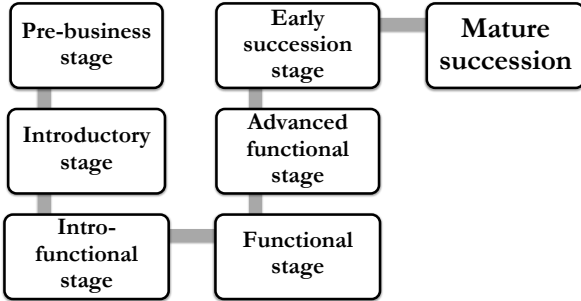 Pre-business
stage
Introductory
stage
Intro-
functional stage
Functional
stage
Advanced
functional
stage
Early
succession
stage
Mature
succession